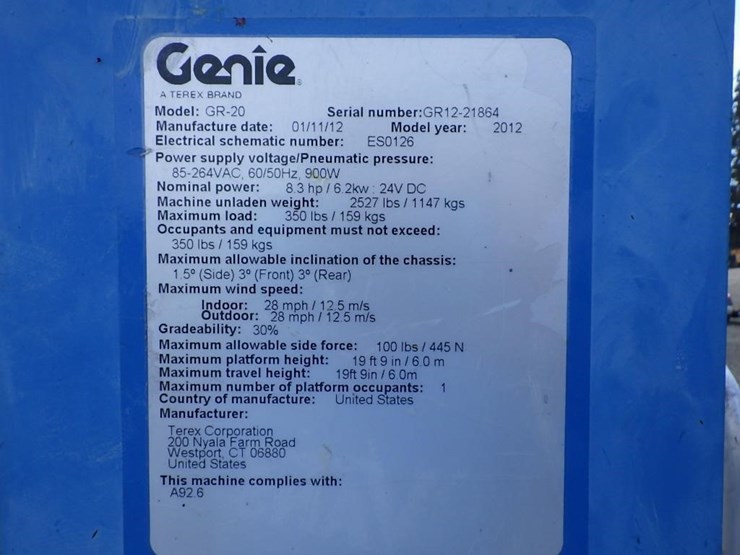 Genie
A TEREX BRAND
Model: GR-20 Serial number:GR12-21864
Manufacture date: 01/11/12 Model year: 2012
Electrical schematic number: ES0126
Power supply voltage/Pneumatic pressure:
85-264VAC, 60/50Hz, 900W
Nominal power: 8.3 hp / 6.2kw : 24V DC
Machine unladen weight: 2527 lbs / 1147 kgs
Maximum load: 350 lbs / 159 kgs
Occupants and equipment must not exceed:
350 lbs / 159 kgs
Maximum allowable inclination of the chassis:
1.5º (Side) 3º (Front) 3º (Rear)
Maximum wind speed:
Indoor: 28 mph / 12.5 m/s
Outdoor: 28 mph / 12.5 m/s
Gradeability: 30%
Maximum allowable side force: 100 lbs / 445 N
Maximum platform height: 19 ft 9 in / 6.0 m
Maximum travel height: 19ft 9in / 6.0m
Maximum number of platform occupants: 1
Country of manufacture: United States
Manufacturer:
Terex Corporation
200 Nyala Farm Road
Westport, CT 06880
United States
This machine complies with:
A92.6